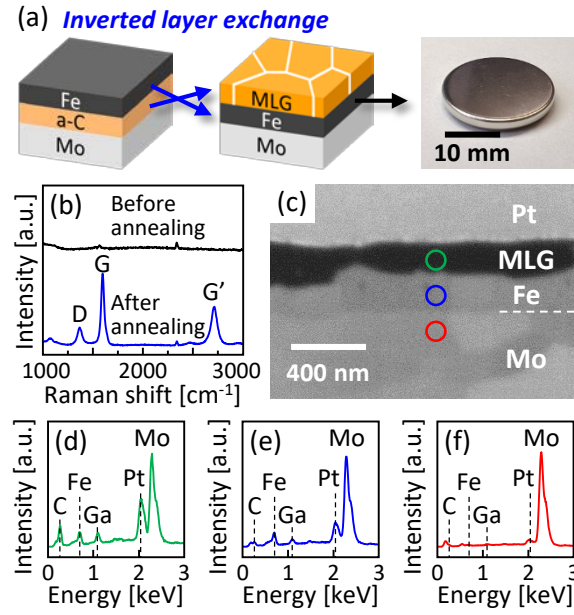 (a) Inverted layer exchange
Fe
a-C
Mo
MLG
Fe
Mo
10 mm
(b)
Before
annealing
G
After
annealing
D
G’
Intensity [a.u.]
1000 2000 3000
Raman shift [cm-1]
(c)
Pt
MLG
Fe
Mo
400 nm
(d)
Mo
Fe
Pt
C
Ga
Intensity [a.u.]
0 1 2 3
Energy [keV]
(e)
Mo
Fe
Pt
C
Ga
Intensity [a.u.]
0 1 2 3
Energy [keV]
(f)
Mo
Fe
Pt
C
Ga
Intensity [a.u.]
0 1 2 3
Energy [keV]